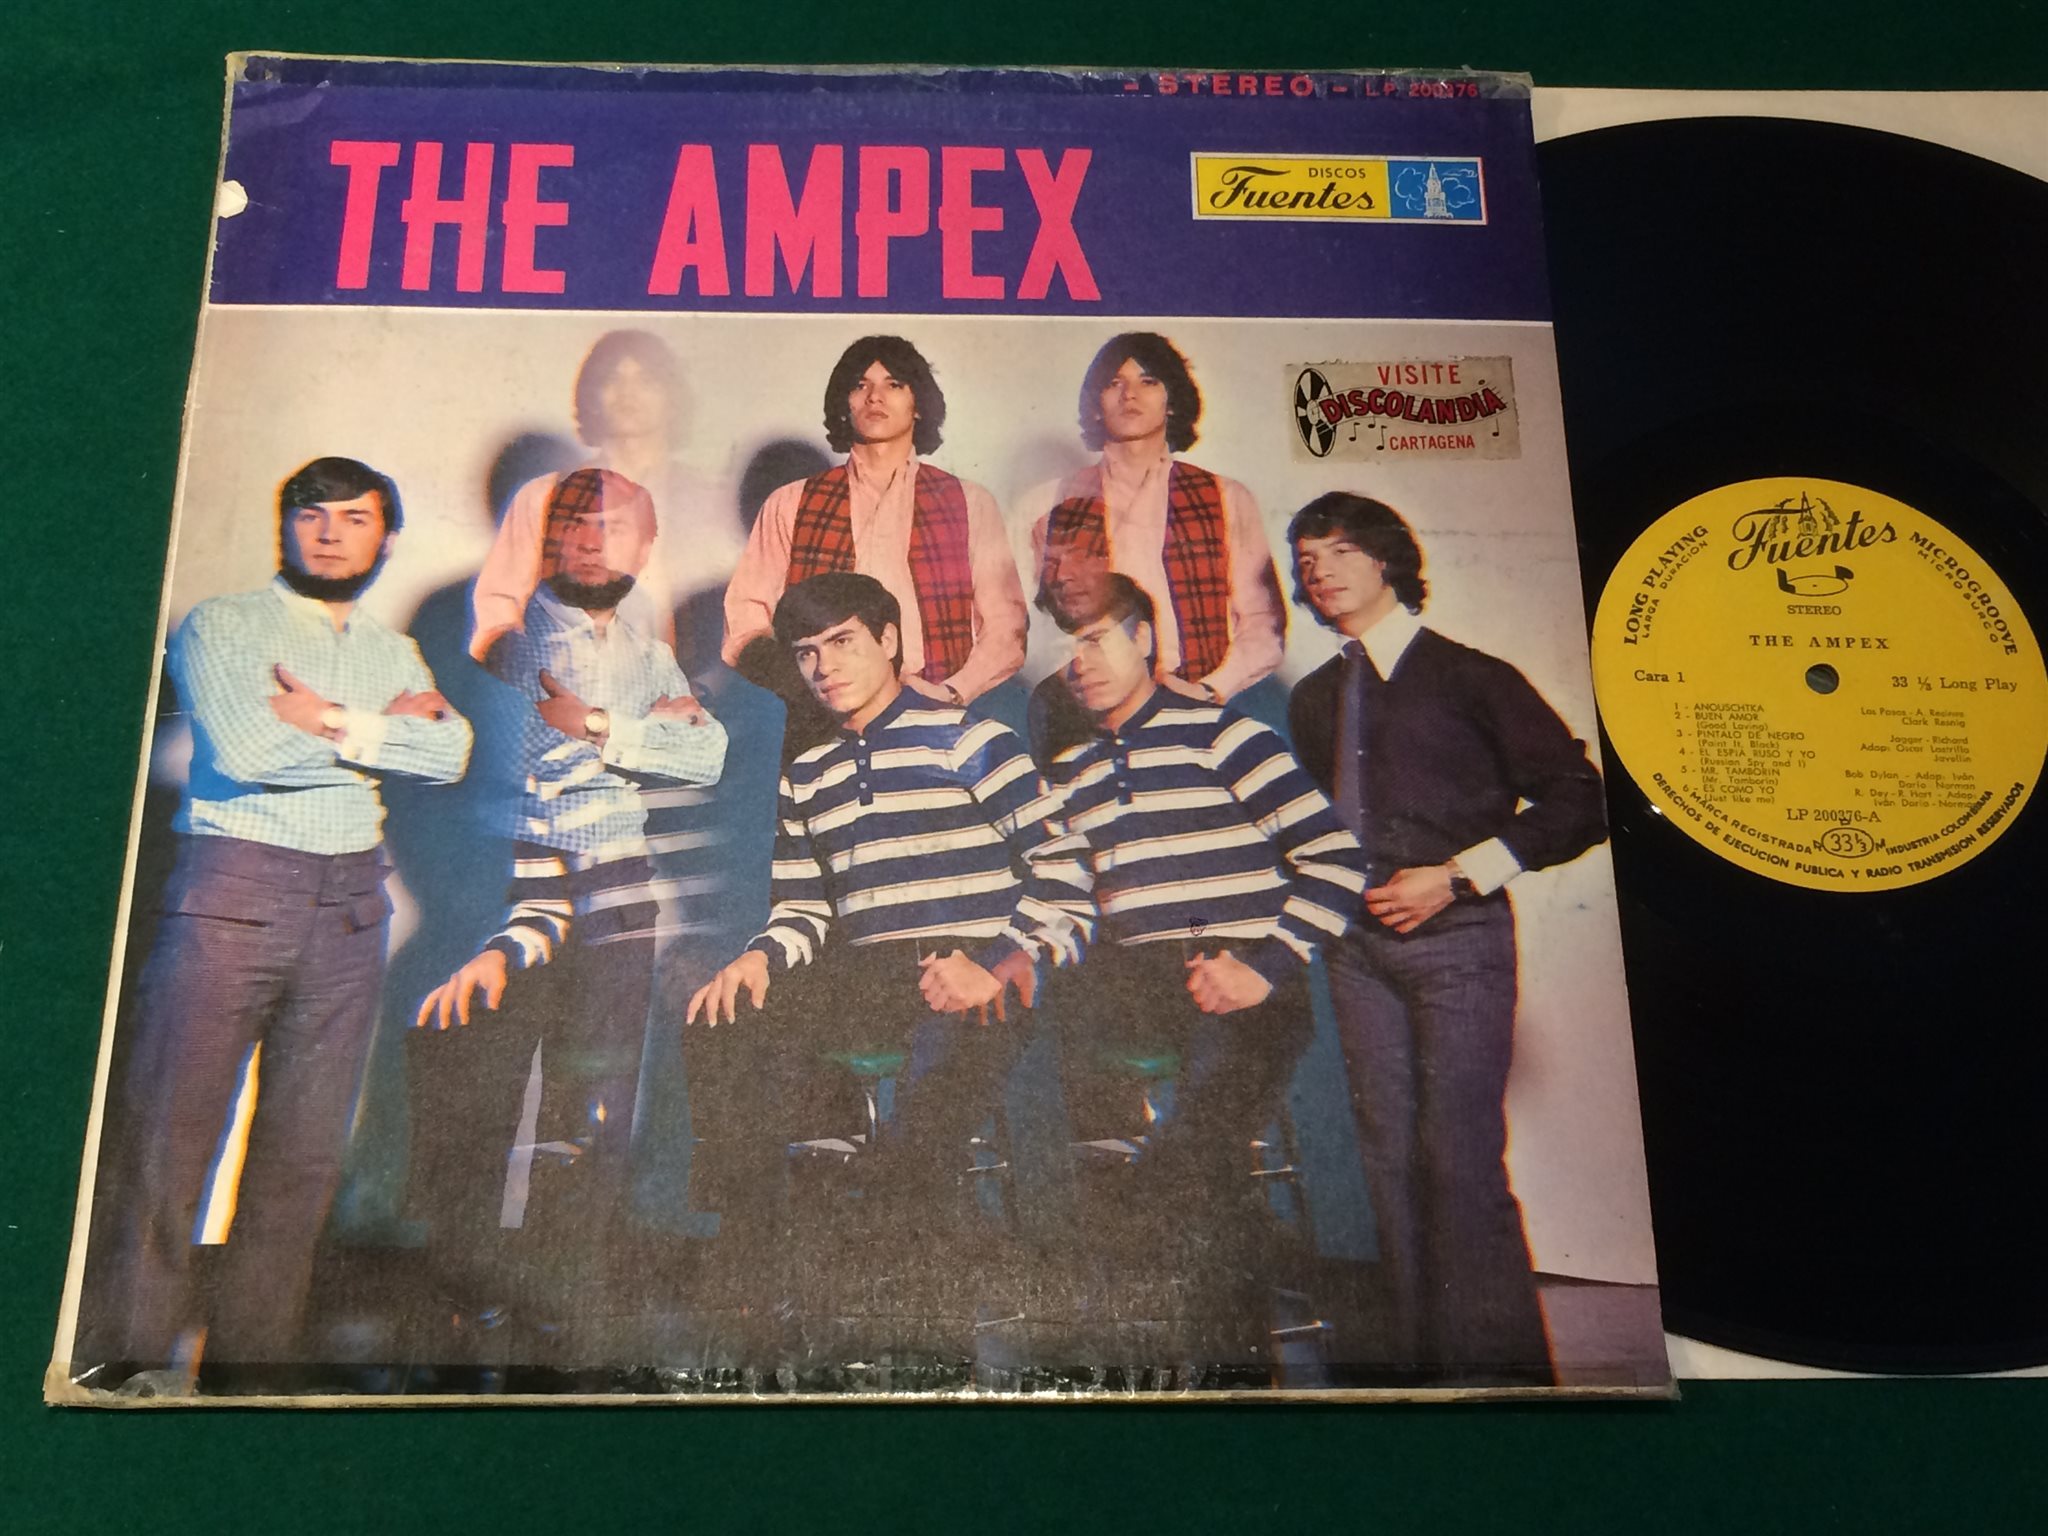 - STEREO - LP. 200376
THE AMPEX
DISCOS
Fuentes
VISITE
DISCOLANDIA
CARTAGENA
LONG PLAYING
LARGA DURACION
Fuentes
MICROGROOVE
MICROSURCO
STEREO
THE AMPEX
Cara 1
33 1/3 Long Play
1 - ANOUSCHTKA
2 - BUEN AMOR
(Good Loving)
3 - PINTALO DE NEGRO
(Paint It, Black)
4 - EL ESPIA RUSO Y YO
(Russian Spy and I)
5 - MR. TAMBORIN
(Mr. Tamborin)
6 - ES COMO YO
(Just like me)
Los Pasos - A.
Clark Resnig
Jagger - Richard
Adap: Oscar Lastrilla
Javallin
Bob Dylan - Adap: Iván
Darío Norman
R. Dey - R. Hart - Adap:
Iván Darío - Norman
LP 200376-A
MARCA REGISTRADA
33 1/3
INDUSTRIA COLOMBIANA
DERECHOS DE EJECUCION PUBLICA Y RADIO TRANSMISION RESERVADOS